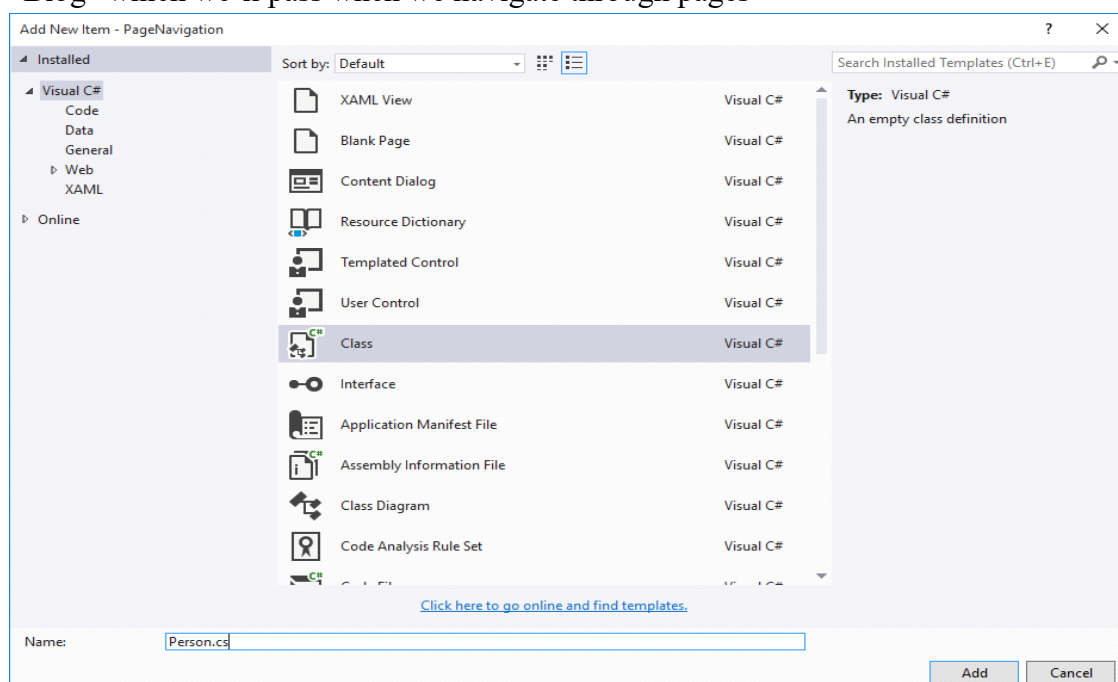 Add New Item - PageNavigation
Installed
Sort by: Default
Search Installed Templates (Ctrl+E)
Visual C#
Code
Data
General
Web
XAML
Online
XAML View Visual C#
Blank Page Visual C#
Content Dialog Visual C#
Resource Dictionary Visual C#
Templated Control Visual C#
User Control Visual C#
Class Visual C#
Interface Visual C#
Application Manifest File Visual C#
Assembly Information File Visual C#
Class Diagram Visual C#
Code Analysis Rule Set Visual C#
Type: Visual C#
An empty class definition
Click here to go online and find templates.
Name: Person.cs
Add Cancel